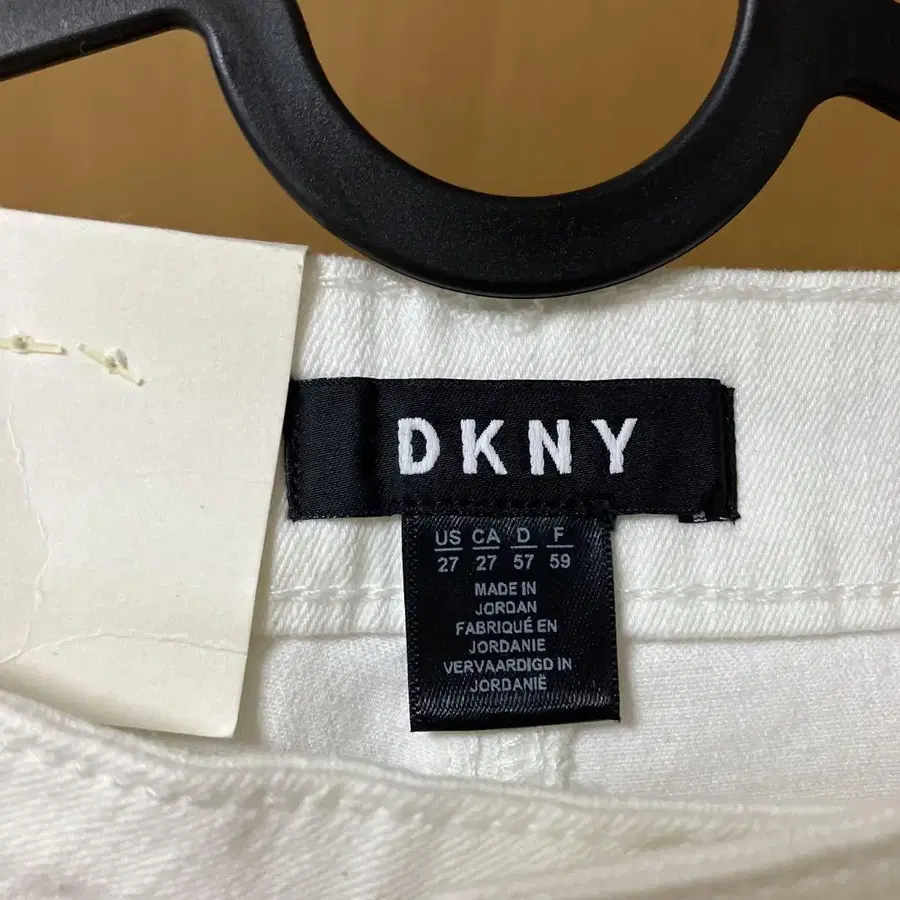 DKNY
US CA D F
27 27 57 59
MADE IN
JORDAN
FABRIQUÉ EN
JORDANIE
VERVAARDIGD IN
JORDANIË